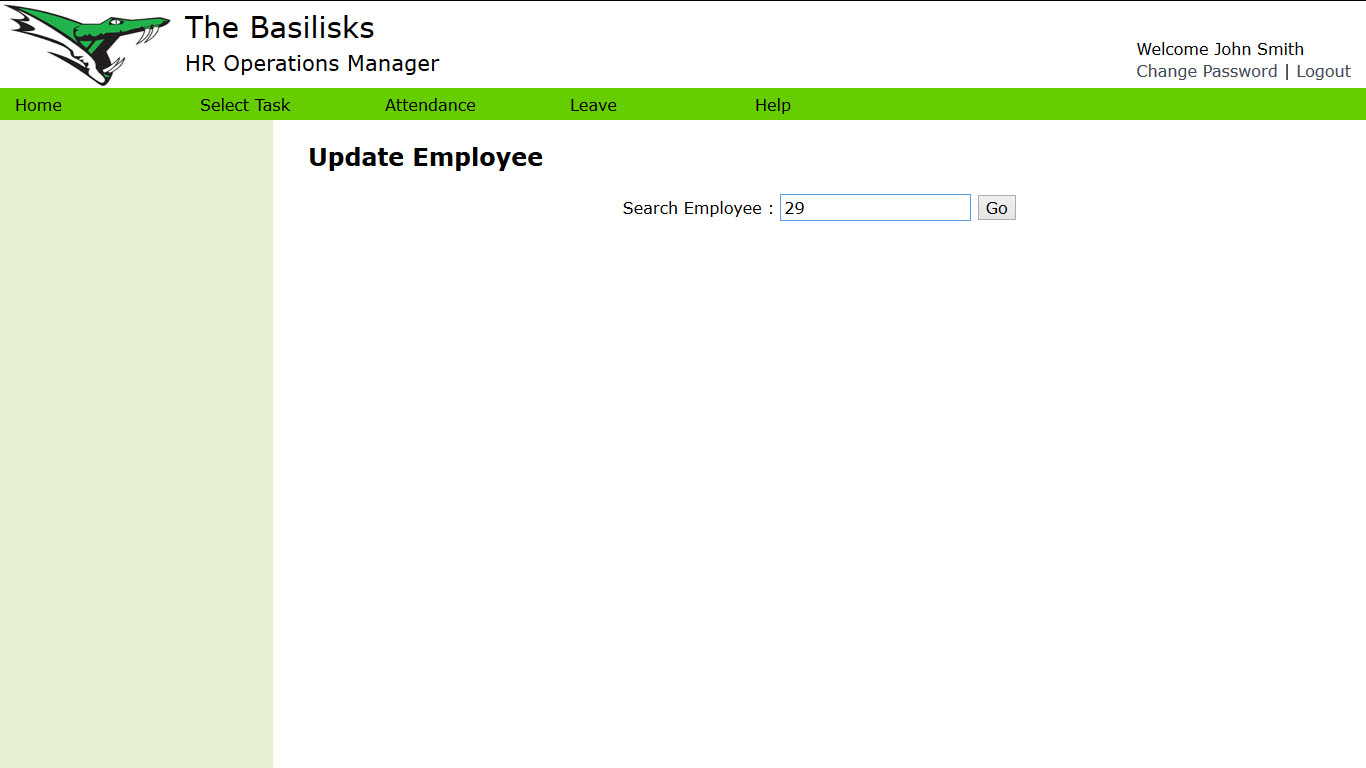 The Basilisks
HR Operations Manager
Welcome John Smith
Change Password | Logout
Home Select Task Attendance Leave Help
Update Employee
Search Employee : 29 Go